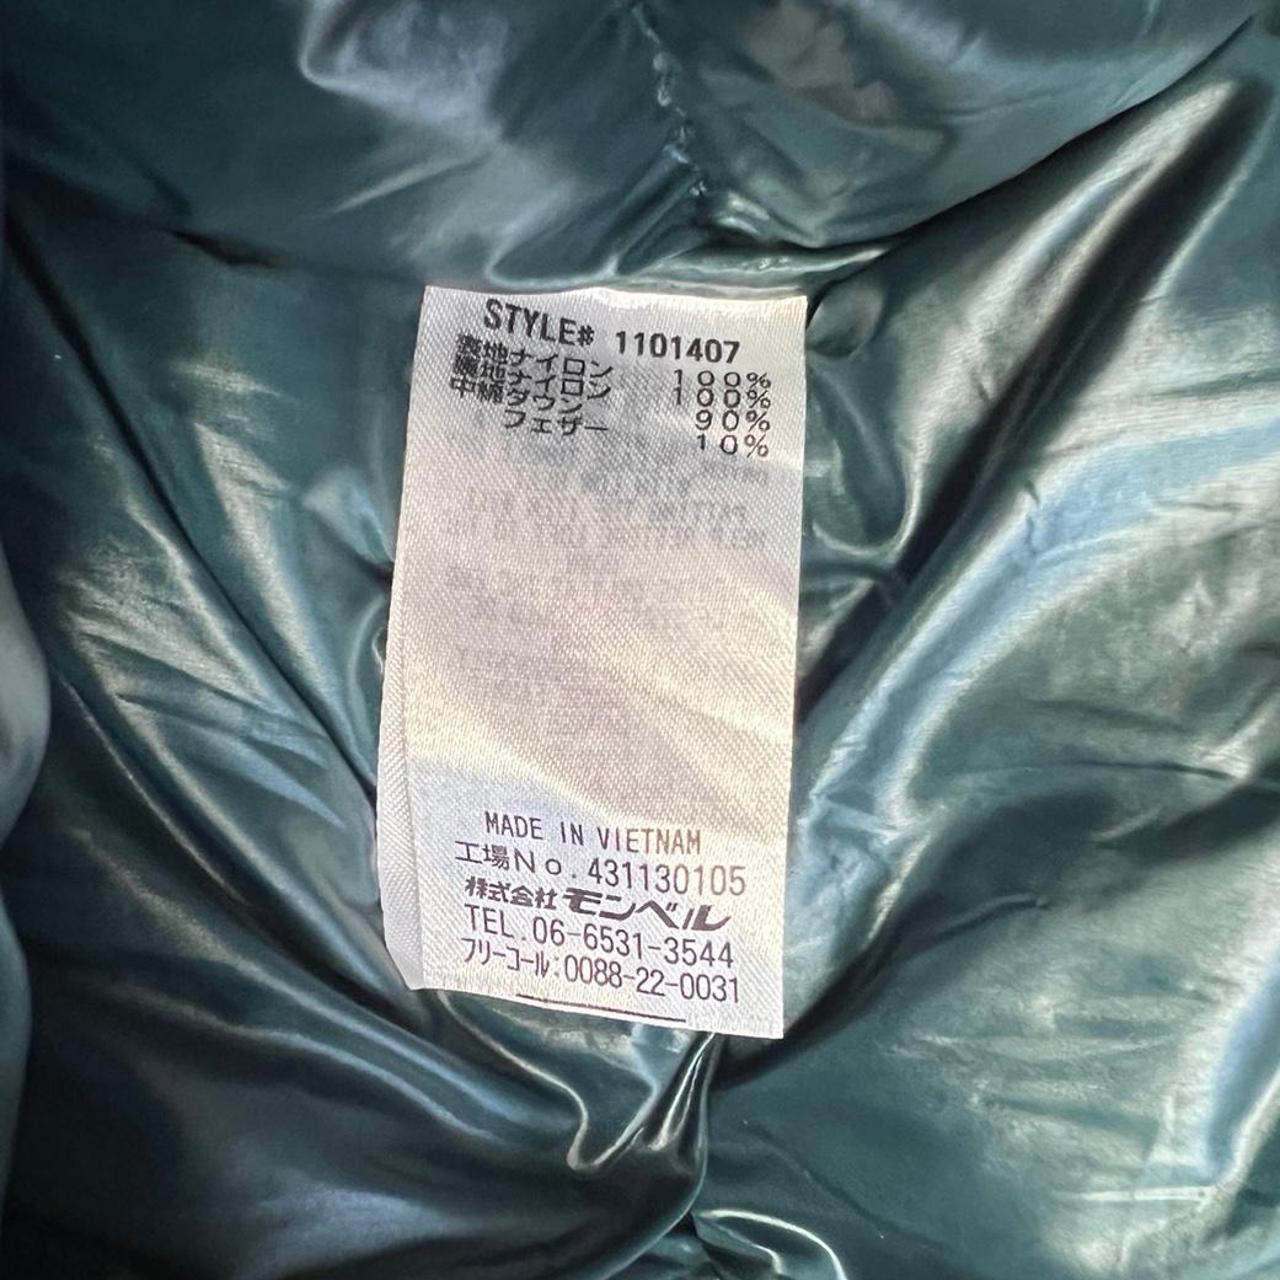 STYLE# 1101407
表地ナイロン 100%
裏地ナイロン 100%
中綿ダウン 90%
フェザー 10%
MADE IN VIETNAM
工場No.431130105
株式会社モンベル
TEL.06-6531-3544
フリーコール:0088-22-0031